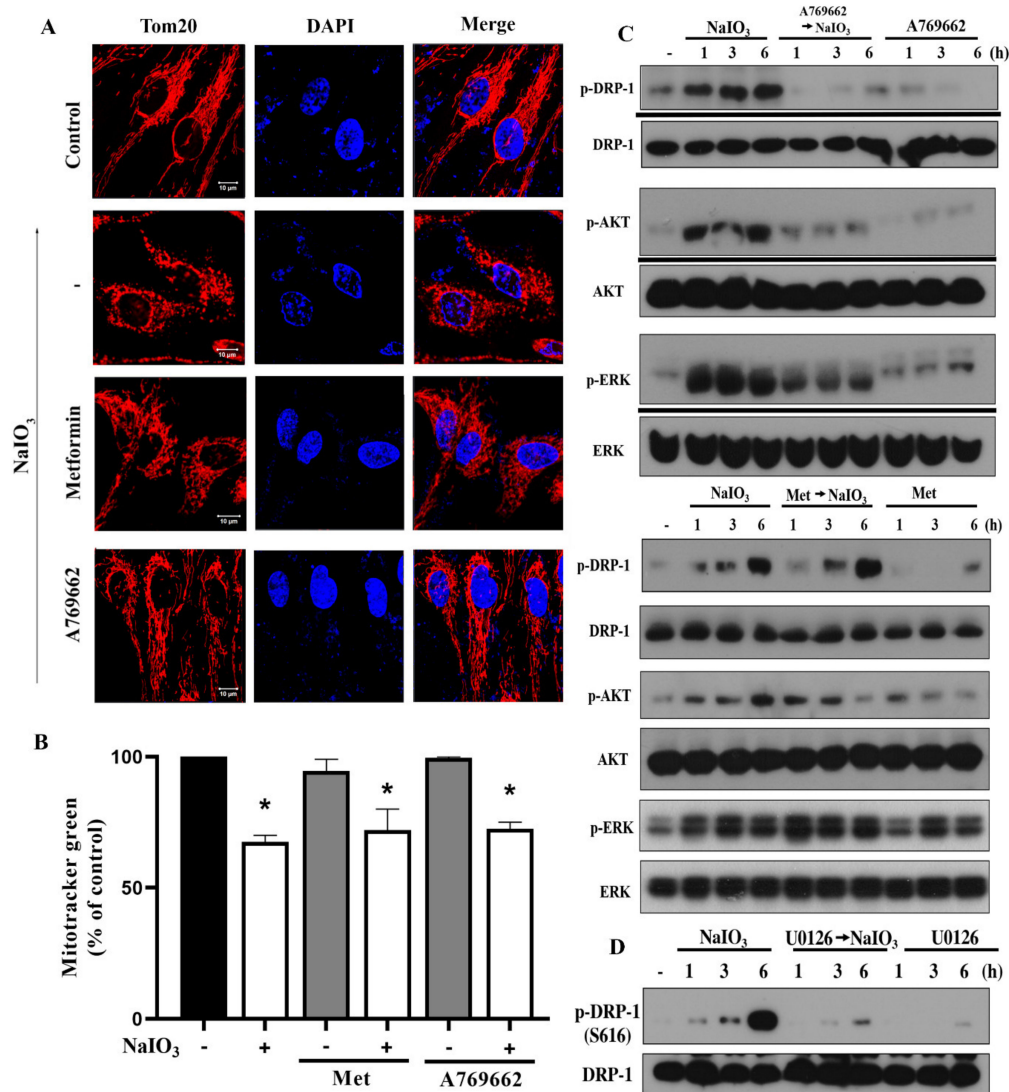 A
Tom20 DAPI Merge
Control
10 µm
-
10 µm
Metformin
10 µm
A769662
10 µm
NaIO3
B
Mitotracker green
(% of control)
100
50
0
*
*
*
NaIO3 - + - + - +
Met A769662
C
NaIO3 A769662 → NaIO3 A769662
- 1 3 6 1 3 6 1 3 6 (h)
p-DRP-1
DRP-1
p-AKT
AKT
p-ERK
ERK
NaIO3 Met → NaIO3 Met
- 1 3 6 1 3 6 1 3 6 (h)
p-DRP-1
DRP-1
p-AKT
AKT
p-ERK
ERK
D
NaIO3 U0126 → NaIO3 U0126
- 1 3 6 1 3 6 1 3 6 (h)
p-DRP-1
(S616)
DRP-1